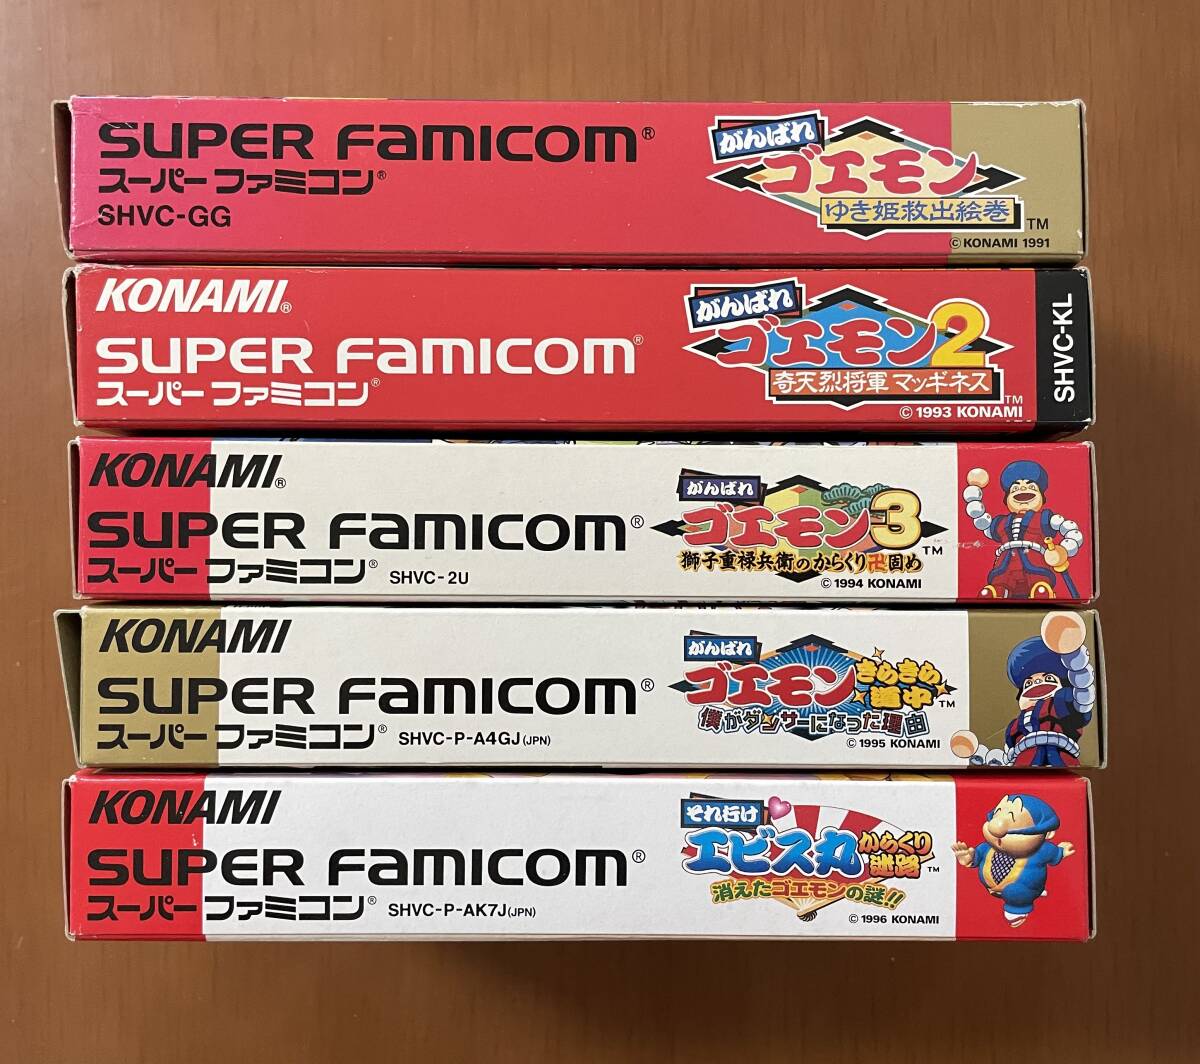 SUPER FAMICOM®
スーパーファミコン®
SHVC-GG
がんばれ
ゴエモン
ゆき姫救出絵巻
TM
© KONAMI 1991
KONAMI®
SUPER FAMICOM®
スーパーファミコン®
がんばれ
ゴエモン2
奇天烈将軍マッギネス
TM
© 1993 KONAMI
SHVC-KL
KONAMI®
SUPER FAMICOM®
スーパーファミコン®
SHVC-2U
がんばれ
ゴエモン3
TM
獅子重禄兵衛のからくり卍固め
© 1994 KONAMI
KONAMI
SUPER FAMICOM®
スーパーファミコン®
SHVC-P-A4GJ(JPN)
がんばれ
ゴエモン
きらきら
道中
TM
僕がダンサーになった理由
© 1995 KONAMI
KONAMI
SUPER FAMICOM®
スーパーファミコン®
SHVC-P-AK7J(JPN)
それ行け
エビス丸
からくり
迷路
TM
消えたゴエモンの謎!!
© 1996 KONAMI